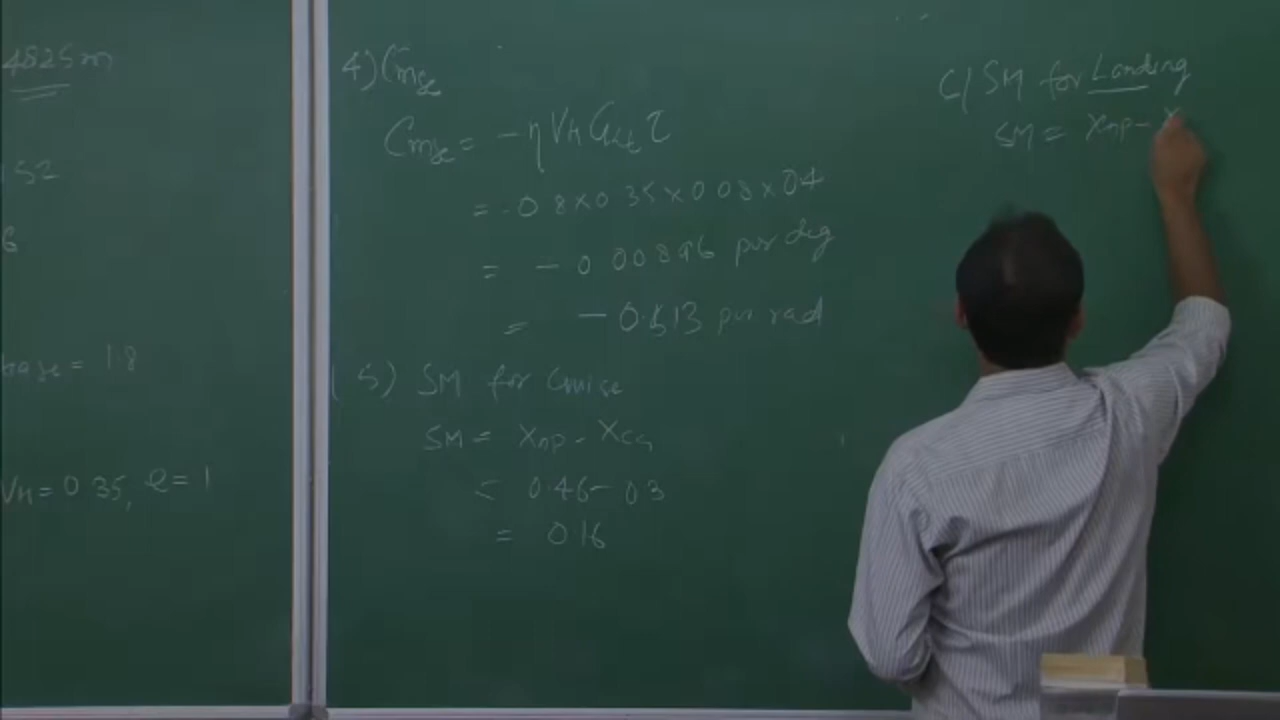 4825m
52
6
= 1.8
VH = 0.35, e = 1
4) Cmδe
Cmδe = -η VH aLt τ
= -0.8×0.35×0.08×0.4
= - 0.00896 per deg
= - 0.513 per rad
5) SM for Cruise
SM = Xnp - Xcg
= 0.46 - 0.3
= 0.16
6) SM for Landing
SM = Xnp - X